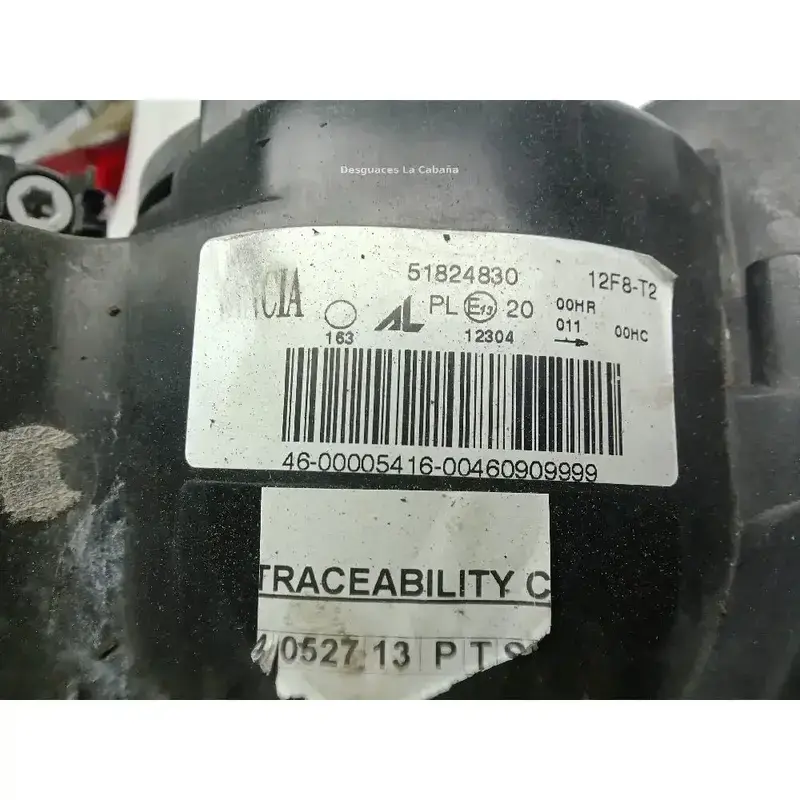 Desguaces La Cabaña
51824830 12F8-T2
AL PL E 20 00HR
163 12304 011 00HC
46-00005416-00460909999
TRACEABILITY C
0527 13 P T S